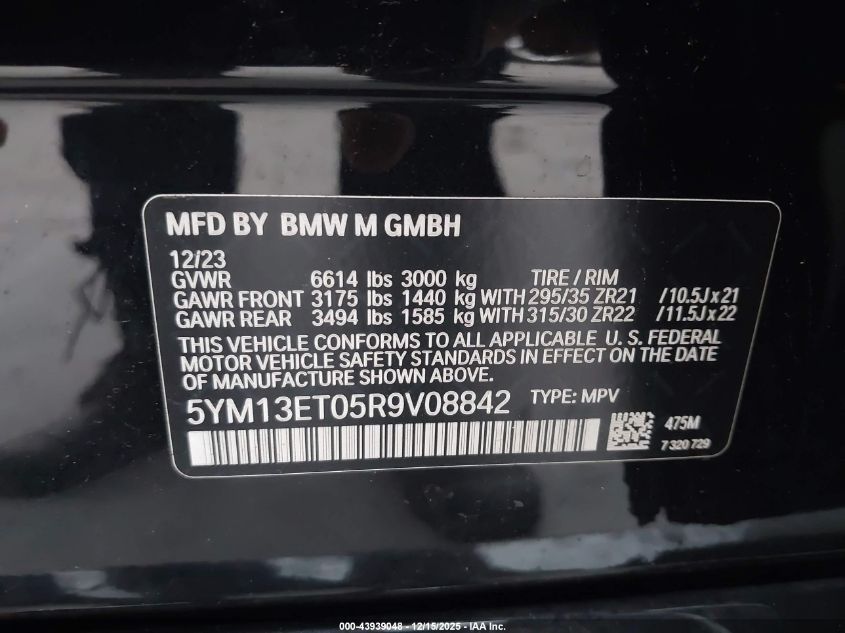 MFD BY BMW M GMBH
12/23
GVWR 6614 lbs 3000 kg TIRE / RIM
GAWR FRONT 3175 lbs 1440 kg WITH 295/35 ZR21 / 10.5J x 21
GAWR REAR 3494 lbs 1585 kg WITH 315/30 ZR22 / 11.5J x 22
THIS VEHICLE CONFORMS TO ALL APPLICABLE U. S. FEDERAL
MOTOR VEHICLE SAFETY STANDARDS IN EFFECT ON THE DATE
OF MANUFACTURE SHOWN ABOVE.
5YM13ET05R9V08842 TYPE: MPV
475M
7 320 729
000-43939048 - 12/15/2025 - IAA Inc.